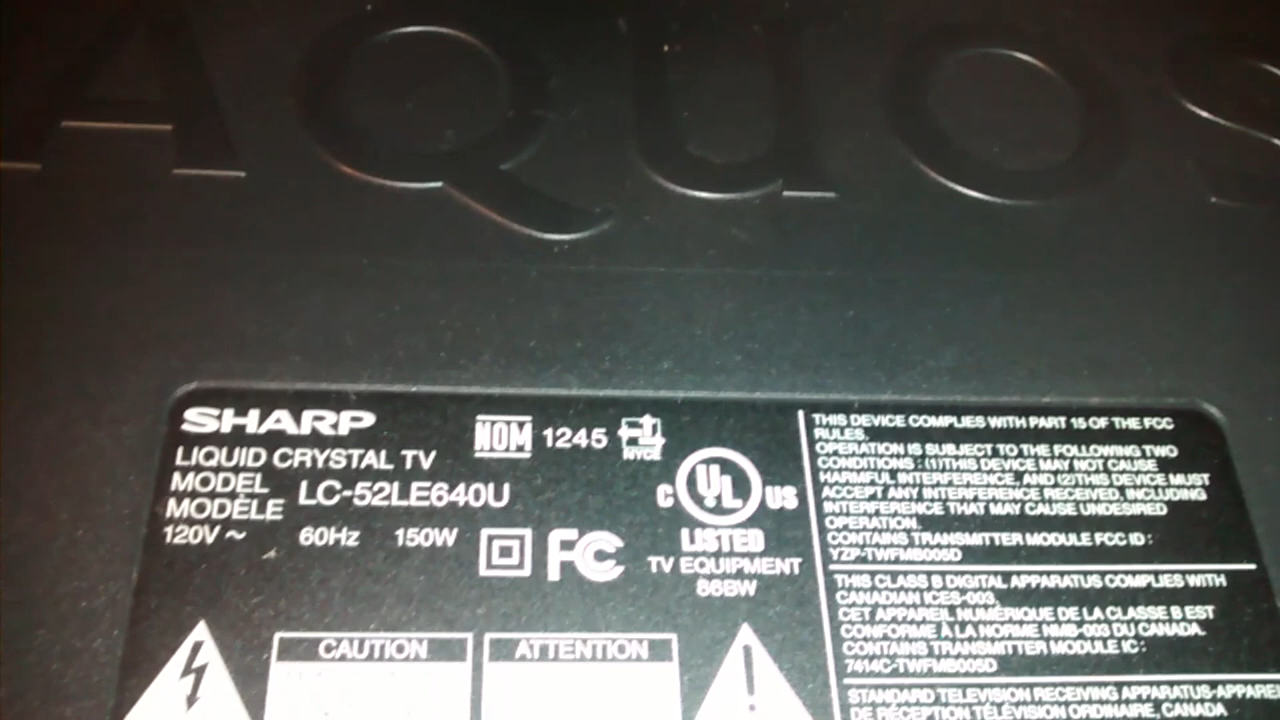 AQUOS
SHARP
LIQUID CRYSTAL TV
MODEL
MODÈLE LC-52LE640U
120V ~ 60Hz 150W
NOM 1245 NYCE
C UL US
LISTED
TV EQUIPMENT
86BW
FC
CAUTION
ATTENTION
THIS DEVICE COMPLIES WITH PART 15 OF THE FCC
RULES.
OPERATION IS SUBJECT TO THE FOLLOWING TWO
CONDITIONS : (1)THIS DEVICE MAY NOT CAUSE
HARMFUL INTERFERENCE, AND (2)THIS DEVICE MUST
ACCEPT ANY INTERFERENCE RECEIVED, INCLUDING
INTERFERENCE THAT MAY CAUSE UNDESIRED
OPERATION.
CONTAINS TRANSMITTER MODULE FCC ID :
YZP-TWFMB005D
THIS CLASS B DIGITAL APPARATUS COMPLIES WITH
CANADIAN ICES-003.
CET APPAREIL NUMÉRIQUE DE LA CLASSE B EST
CONFORME À LA NORME NMB-003 DU CANADA.
CONTAINS TRANSMITTER MODULE IC :
7414C-TWFMB005D
STANDARD TELEVISION RECEIVING APPARATUS-APPAREI
DE RÉCEPTION TÉLÉVISION ORDINAIRE, CANADA